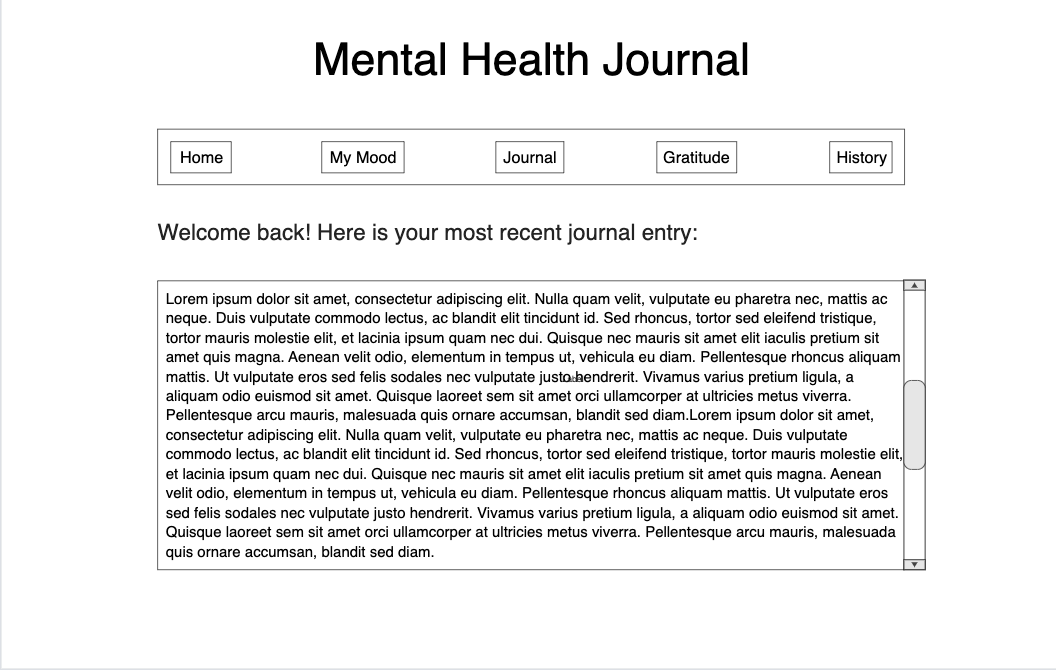 Mental Health Journal
Home My Mood Journal Gratitude History
Welcome back! Here is your most recent journal entry:
Lorem ipsum dolor sit amet, consectetur adipiscing elit. Nulla quam velit, vulputate eu pharetra nec, mattis ac
neque. Duis vulputate commodo lectus, ac blandit elit tincidunt id. Sed rhoncus, tortor sed eleifend tristique,
tortor mauris molestie elit, et lacinia ipsum quam nec dui. Quisque nec mauris sit amet elit iaculis pretium sit
amet quis magna. Aenean velit odio, elementum in tempus ut, vehicula eu diam. Pellentesque rhoncus aliquam
mattis. Ut vulputate eros sed felis sodales nec vulputate justo hendrerit. Vivamus varius pretium ligula, a
aliquam odio euismod sit amet. Quisque laoreet sem sit amet orci ullamcorper at ultricies metus viverra.
Pellentesque arcu mauris, malesuada quis ornare accumsan, blandit sed diam.Lorem ipsum dolor sit amet,
consectetur adipiscing elit. Nulla quam velit, vulputate eu pharetra nec, mattis ac neque. Duis vulputate
commodo lectus, ac blandit elit tincidunt id. Sed rhoncus, tortor sed eleifend tristique, tortor mauris molestie elit,
et lacinia ipsum quam nec dui. Quisque nec mauris sit amet elit iaculis pretium sit amet quis magna. Aenean
velit odio, elementum in tempus ut, vehicula eu diam. Pellentesque rhoncus aliquam mattis. Ut vulputate eros
sed felis sodales nec vulputate justo hendrerit. Vivamus varius pretium ligula, a aliquam odio euismod sit amet.
Quisque laoreet sem sit amet orci ullamcorper at ultricies metus viverra. Pellentesque arcu mauris, malesuada
quis ornare accumsan, blandit sed diam.